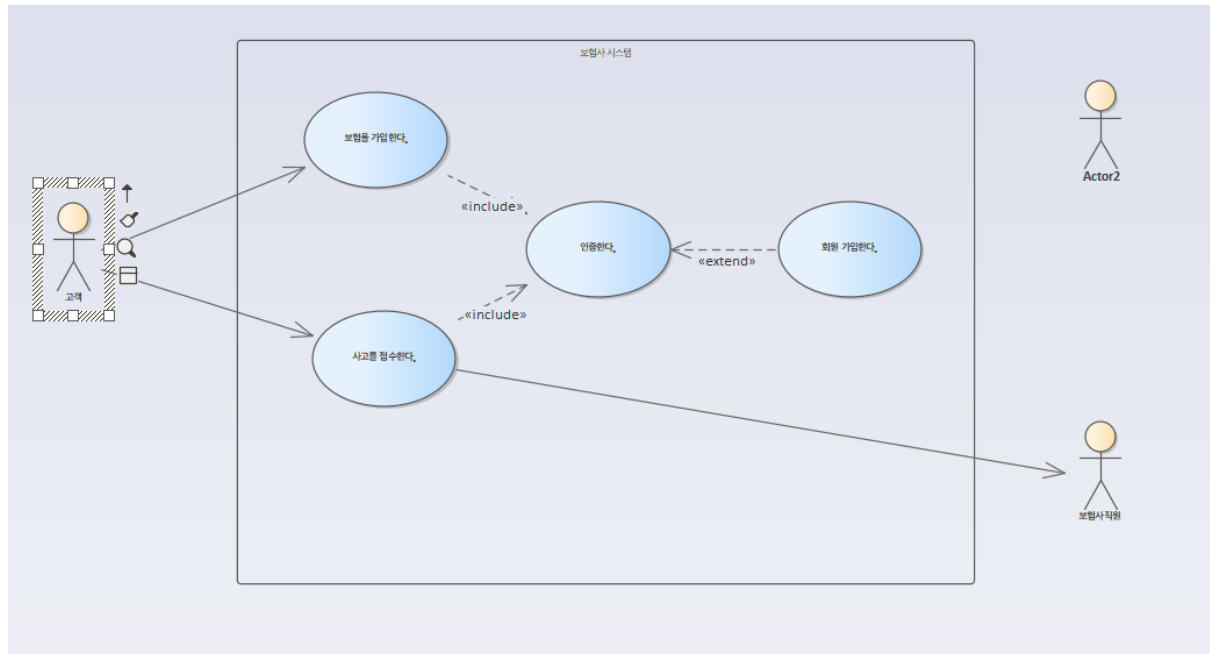 보험사 시스템
보험을 가입한다.
Actor2
«include»
인증한다.
회원 가입한다.
«extend»
고객
«include»
사고를 접수한다.
보험사직원